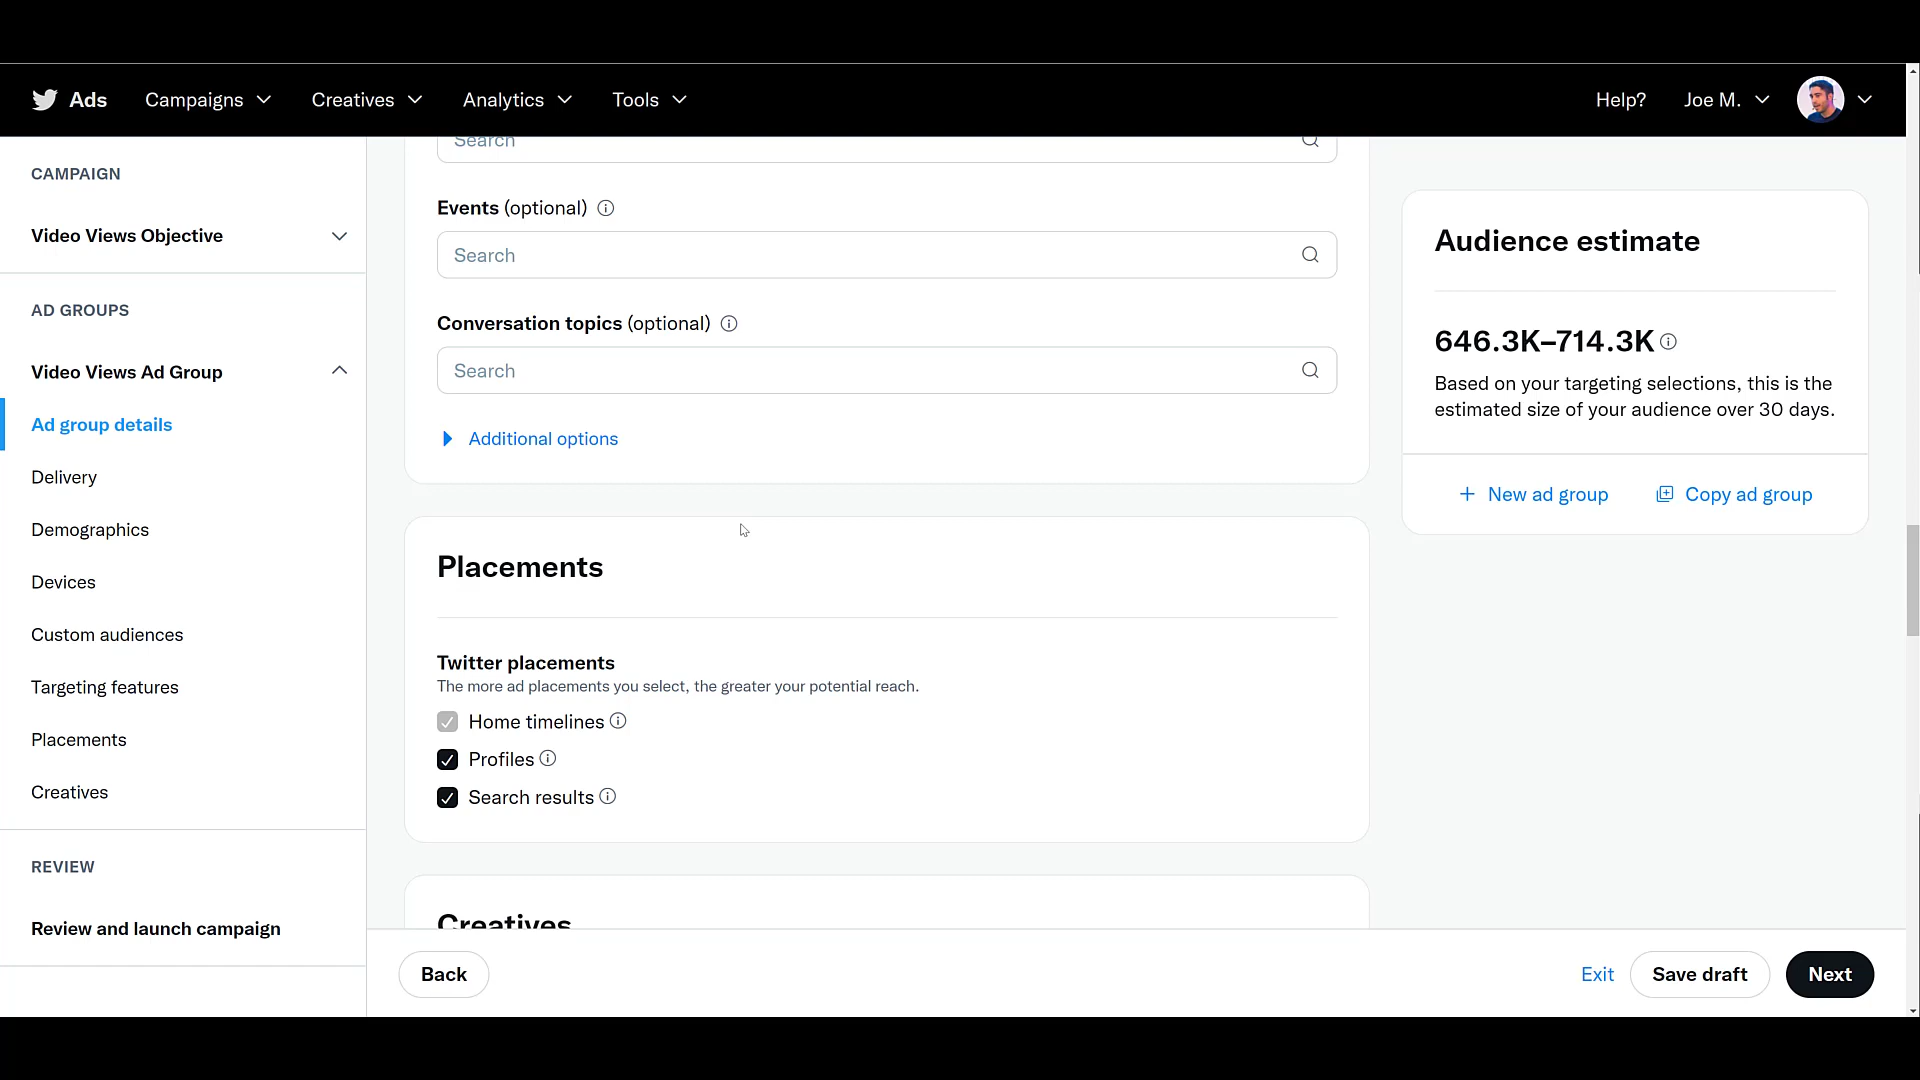 Ads
Campaigns
Creatives
Analytics
Tools
Help?
Joe M.
CAMPAIGN
Video Views Objective
AD GROUPS
Video Views Ad Group
Ad group details
Delivery
Demographics
Devices
Custom audiences
Targeting features
Placements
Creatives
REVIEW
Review and launch campaign
Search
Events (optional)
Search
Conversation topics (optional)
Search
Additional options
Placements
Twitter placements
The more ad placements you select, the greater your potential reach.
Home timelines
Profiles
Search results
Creatives
Audience estimate
646.3K–714.3K
Based on your targeting selections, this is the
estimated size of your audience over 30 days.
New ad group
Copy ad group
Back
Exit
Save draft
Next